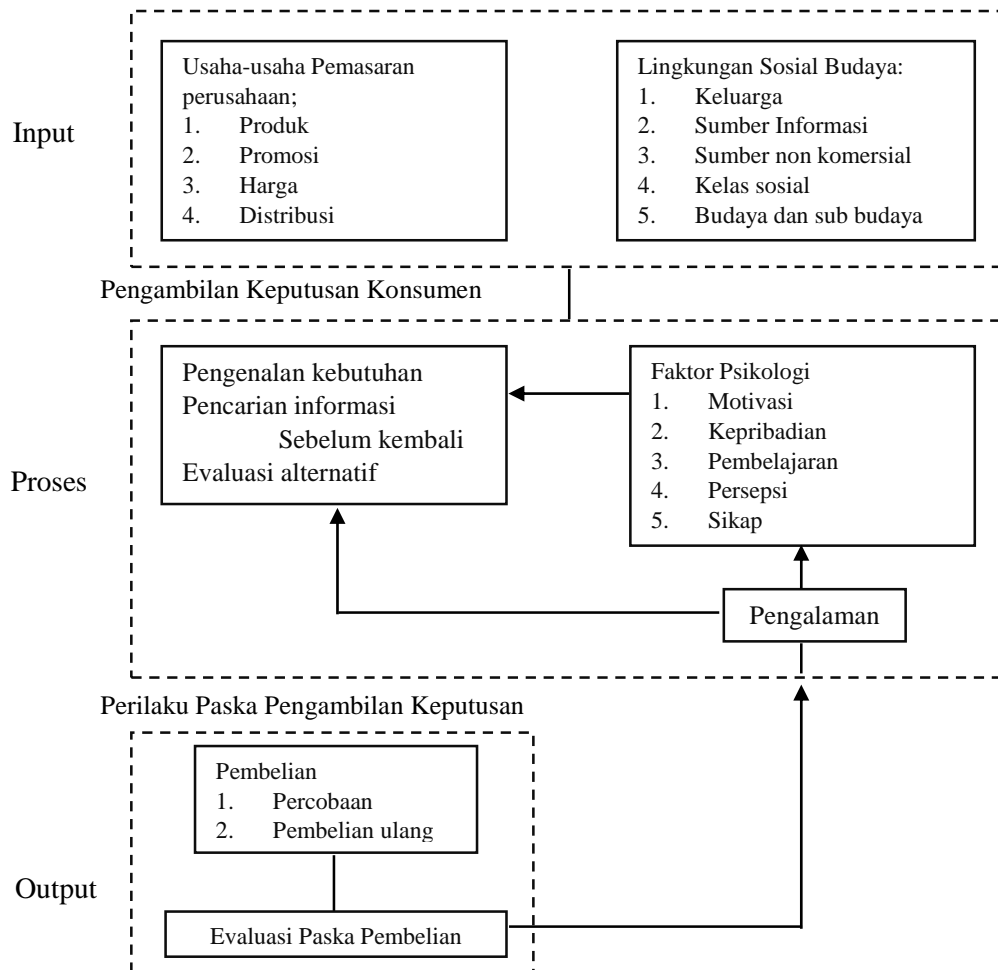 Input
Usaha-usaha Pemasaran
perusahaan;
1. Produk
2. Promosi
3. Harga
4. Distribusi
Lingkungan Sosial Budaya:
1. Keluarga
2. Sumber Informasi
3. Sumber non komersial
4. Kelas sosial
5. Budaya dan sub budaya
Pengambilan Keputusan Konsumen
Proses
Pengenalan kebutuhan
Pencarian informasi
Sebelum kembali
Evaluasi alternatif
Faktor Psikologi
1. Motivasi
2. Kepribadian
3. Pembelajaran
4. Persepsi
5. Sikap
Pengalaman
Perilaku Paska Pengambilan Keputusan
Output
Pembelian
1. Percobaan
2. Pembelian ulang
Evaluasi Paska Pembelian